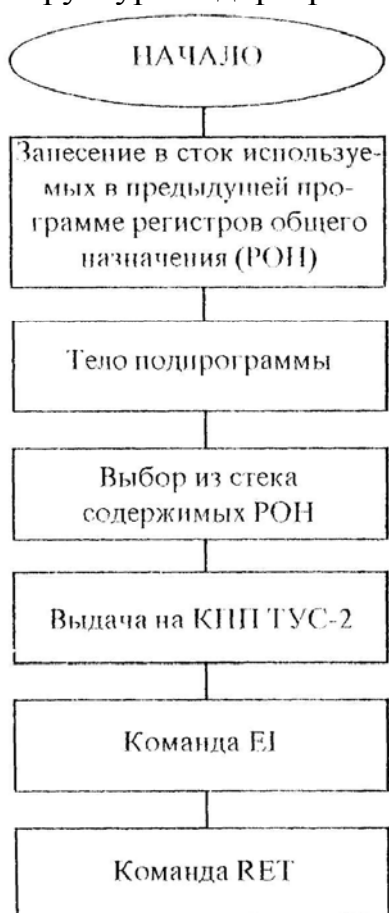 НАЧАЛО
Занесение в сток используе-
мых в предыдущей про-
грамме регистров общего
назначения (РОН)
Тело подпрограммы
Выбор из стека
содержимых РОН
Выдача на КПП ТУС-2
Команда EI
Команда RET